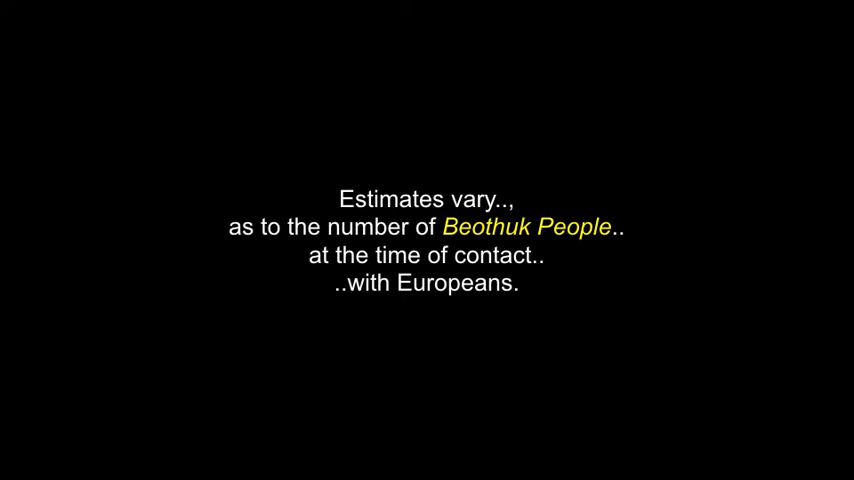 Estimates vary..,
as to the number of Beothuk People..
at the time of contact..
..with Europeans.